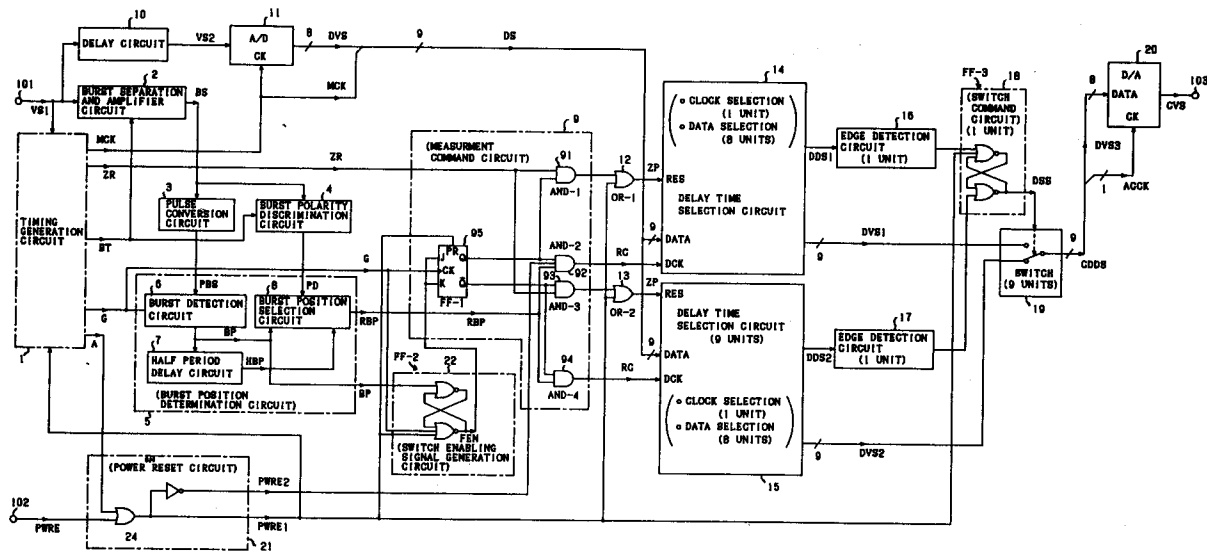 10
DELAY CIRCUIT
VS2
11
A/D
CK
8
DVS
9
DS
MCK
101
VS1
2
BURST SEPARATION
AND AMPLIFIER
CIRCUIT
BS
MCK
ZR
ZR
TIMING
GENERATION
CIRCUIT
1
3
PULSE
CONVERSION
CIRCUIT
4
BURST POLARITY
DISCRIMINATION
CIRCUIT
BT
PBS
PD
G
G
A
6
BURST DETECTION
CIRCUIT
8
BURST POSITION
SELECTION
CIRCUIT
BP
RBP
RBP
7
HALF PERIOD
DELAY CIRCUIT
HBP
(BURST POSITION
DETERMINATION CIRCUIT)
5
BP
9
(MEASURMENT
COMMAND CIRCUIT)
91
AND-1
95
J
PR
Q
CK
K
Q
FF-1
AND-2
92
93
AND-3
94
AND-4
RC
RC
FF-2
22
FEN
(SWITCH ENABLING
SIGNAL GENERATION
CIRCUIT)
12
OR-1
ZP
13
OR-2
ZP
14
(○ CLOCK SELECTION
(1 UNIT)
○ DATA SELECTION
(8 UNITS))
RES
DELAY TIME
SELECTION CIRCUIT
9
DATA
DCK
DDS1
9
DVS1
RES
DELAY TIME
SELECTION CIRCUIT
(9 UNITS)
9
DATA
DCK
(○ CLOCK SELECTION
(1 UNIT)
○ DATA SELECTION
(8 UNITS))
15
DDS2
9
DVS2
16
EDGE DETECTION
CIRCUIT
(1 UNIT)
17
EDGE DETECTION
CIRCUIT
(1 UNIT)
FF-3
18
(SWITCH
COMMAND
CIRCUIT)
(1 UNIT)
DSS
SWITCH
(9 UNITS)
19
9
CDDS
8
DVS3
1
ACCK
20
D/A
DATA
CK
CVS
103
(POWER RESET CIRCUIT)
PWRE2
102
PWRE
24
PWRE1
21